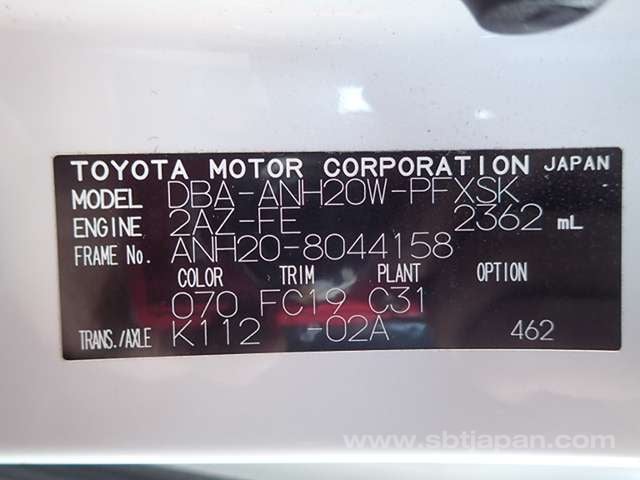 TOYOTA MOTOR CORPORATION JAPAN
MODEL DBA-ANH20W-PFXSK
ENGINE 2AZ-FE 2362 mL
FRAME No. ANH20-8044158
COLOR TRIM PLANT OPTION
070 FC19 C31
TRANS./AXLE K112 -02A 462
www.sbtjapan.com